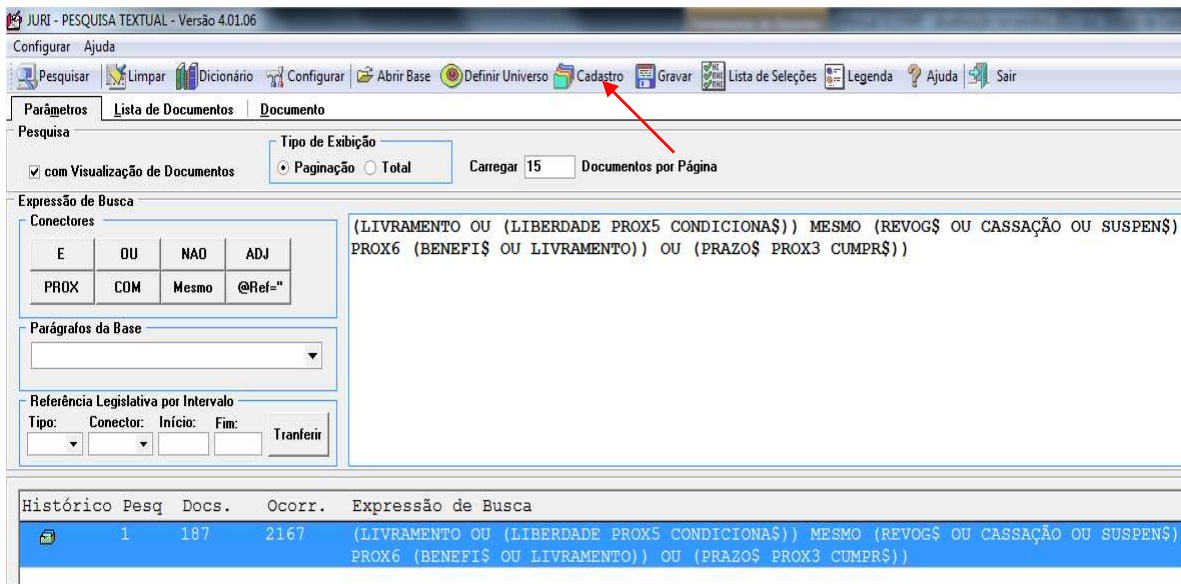 JURI - PESQUISA TEXTUAL - Versão 4.01.06
Configurar Ajuda
Pesquisar Limpar Dicionário Configurar Abrir Base Definir Universo Cadastro Gravar Lista de Seleções Legenda Ajuda Sair
Parâmetros Lista de Documentos Documento
Pesquisa
Tipo de Exibição
com Visualização de Documentos Paginação Total Carregar 15 Documentos por Página
Expressão de Busca
Conectores
E OU NAO ADJ
PROX COM Mesmo @Ref="
(LIVRAMENTO OU (LIBERDADE PROX5 CONDICIONA$)) MESMO (REVOG$ OU CASSAÇÃO OU SUSPEN$)
PROX6 (BENEFI$ OU LIVRAMENTO)) OU (PRAZO$ PROX3 CUMPR$))
Parágrafos da Base
Referência Legislativa por Intervalo
Tipo: Conector: Início: Fim:
Tranferir
Histórico Pesq Docs. Ocorr. Expressão de Busca
1 187 2167 (LIVRAMENTO OU (LIBERDADE PROX5 CONDICIONA$)) MESMO (REVOG$ OU CASSAÇÃO OU SUSPEN$)
PROX6 (BENEFI$ OU LIVRAMENTO)) OU (PRAZO$ PROX3 CUMPR$))